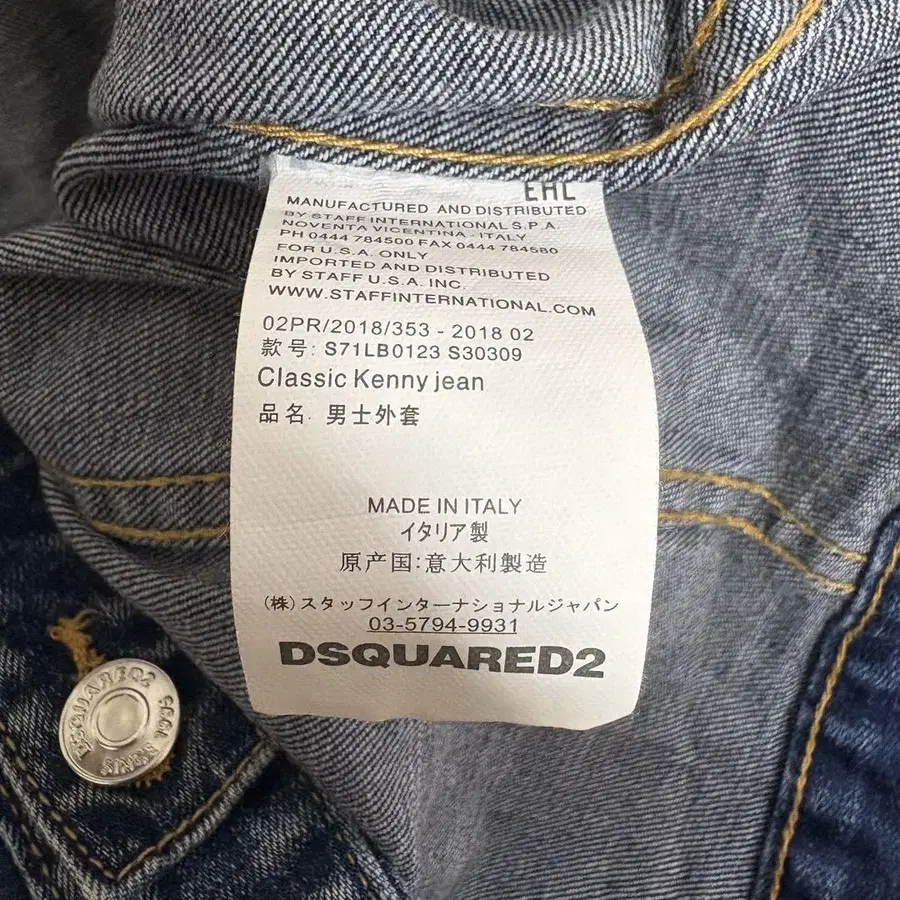 EAC
MANUFACTURED AND DISTRIBUTED
BY STAFF INTERNATIONAL S.P.A.
NOVENTA VICENTINA - ITALY
PH 0444 784500 FAX 0444 784580
FOR U.S.A. ONLY
IMPORTED AND DISTRIBUTED
BY STAFF U.S.A. INC.
WWW.STAFFINTERNATIONAL.COM
02PR/2018/353 - 2018 02
款号: S71LB0123 S30309
Classic Kenny jean
品名. 男士外套
MADE IN ITALY
イタリア製
原产国:意大利製造
(株)スタッフインターナショナルジャパン
03-5794-9931
DSQUARED2
DSQUARED2 SINCE 1995